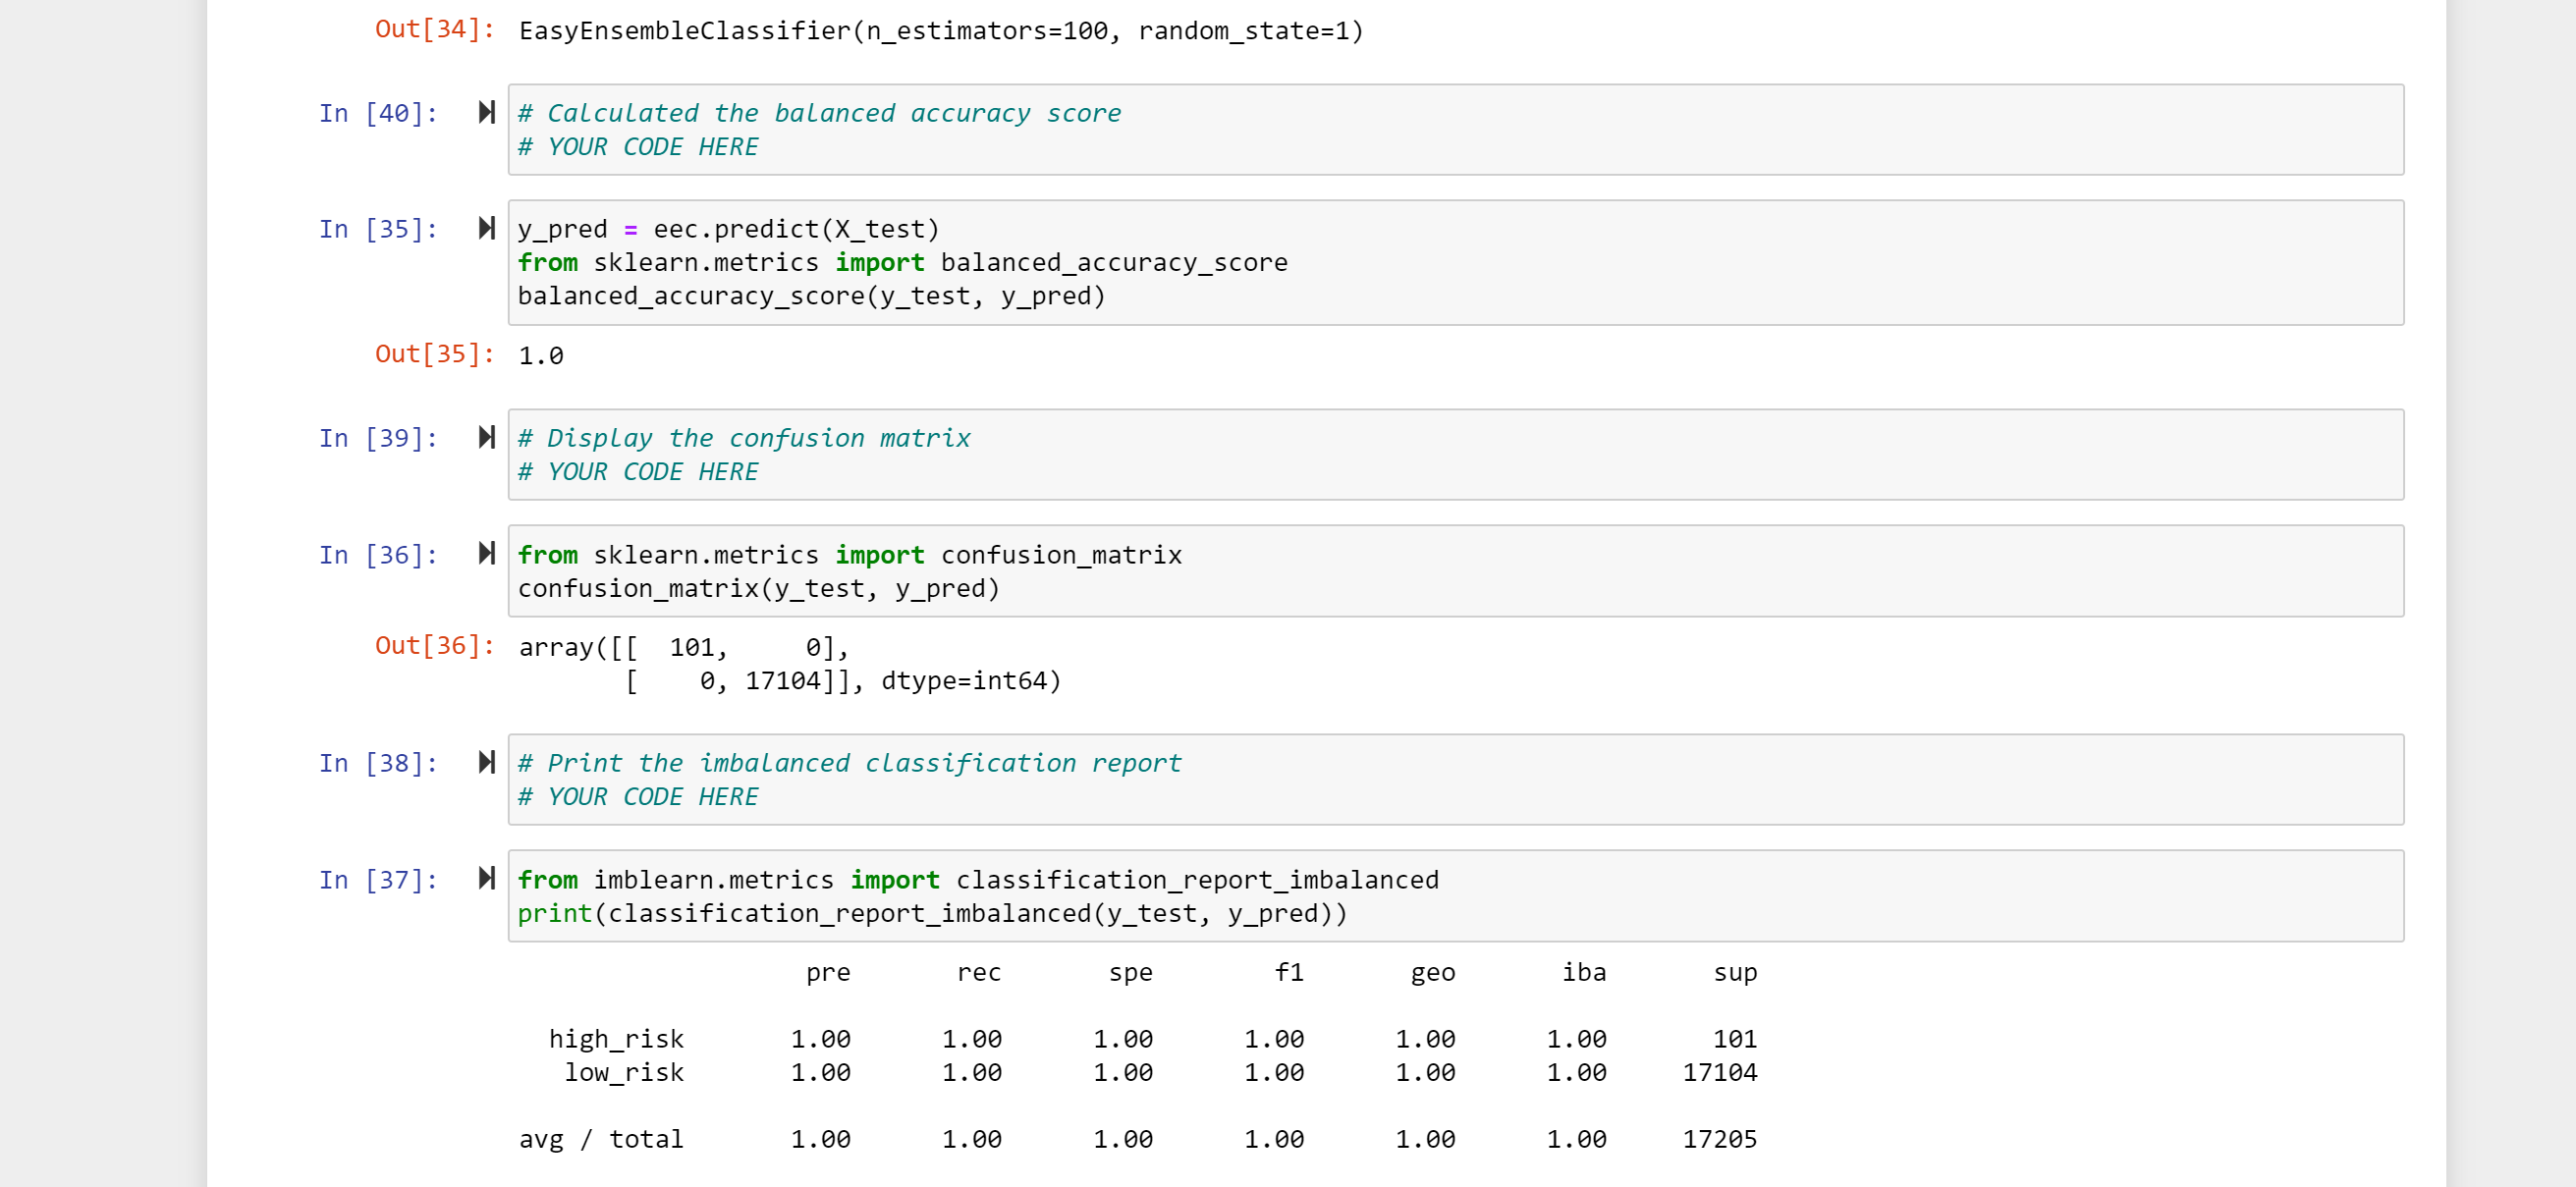 Out[34]: EasyEnsembleClassifier(n_estimators=100, random_state=1)
In [40]: # Calculated the balanced accuracy score
# YOUR CODE HERE
In [35]: y_pred = eec.predict(X_test)
from sklearn.metrics import balanced_accuracy_score
balanced_accuracy_score(y_test, y_pred)
Out[35]: 1.0
In [39]: # Display the confusion matrix
# YOUR CODE HERE
In [36]: from sklearn.metrics import confusion_matrix
confusion_matrix(y_test, y_pred)
Out[36]: array([[  101,     0],
       [    0, 17104]], dtype=int64)
In [38]: # Print the imbalanced classification report
# YOUR CODE HERE
In [37]: from imblearn.metrics import classification_report_imbalanced
print(classification_report_imbalanced(y_test, y_pred))
pre rec spe f1 geo iba sup
high_risk 1.00 1.00 1.00 1.00 1.00 1.00 101
low_risk 1.00 1.00 1.00 1.00 1.00 1.00 17104
avg / total 1.00 1.00 1.00 1.00 1.00 1.00 17205